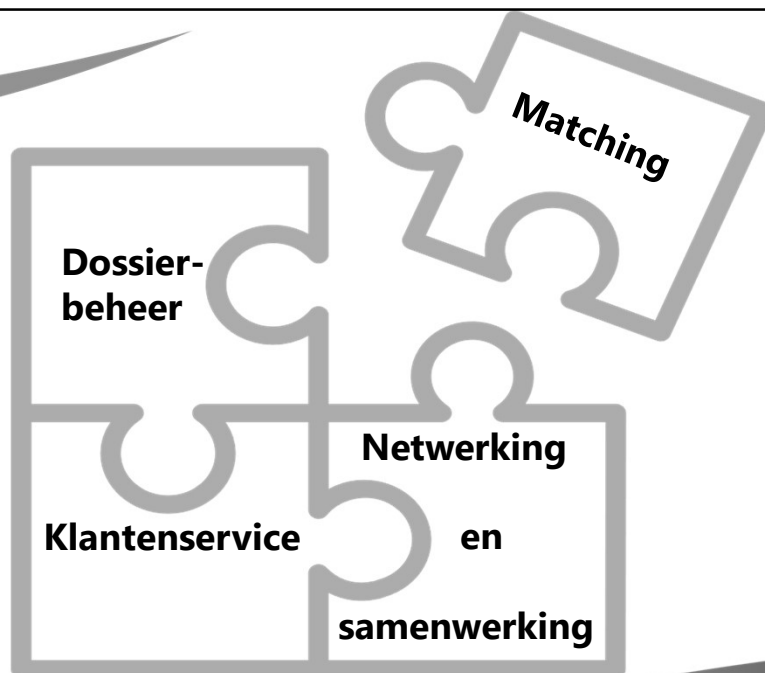 Matching
Dossier-
beheer
Netwerking
Klantenservice
en
samenwerking